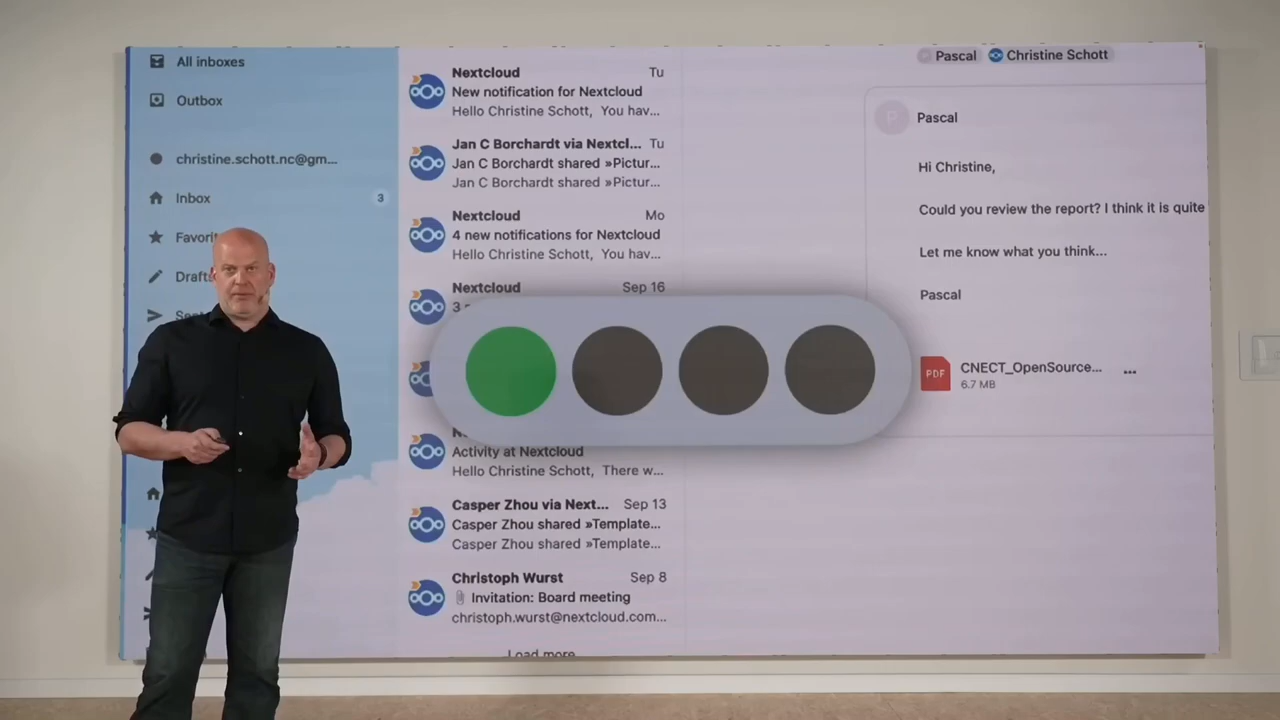 All inboxes
Outbox
christine.schott.nc@gm...
Inbox
3
Favorit
Drafts
Nextcloud
Tu
New notification for Nextcloud
Hello Christine Schott, You hav...
Jan C Borchardt via Nextcl...
Tu
Jan C Borchardt shared »Pictur...
Jan C Borchardt shared »Pictur...
Nextcloud
Mo
4 new notifications for Nextcloud
Hello Christine Schott, You hav...
Nextcloud
Sep 16
3
Activity at Nextcloud
Hello Christine Schott, There w...
Casper Zhou via Next...
Sep 13
Casper Zhou shared »Template...
Casper Zhou shared »Template...
Christoph Wurst
Sep 8
Invitation: Board meeting
christoph.wurst@nextcloud.com...
Load more
Pascal
Christine Schott
P
Pascal
Hi Christine,
Could you review the report? I think it is quite
Let me know what you think...
Pascal
PDF
CNECT_OpenSource...
6.7 MB